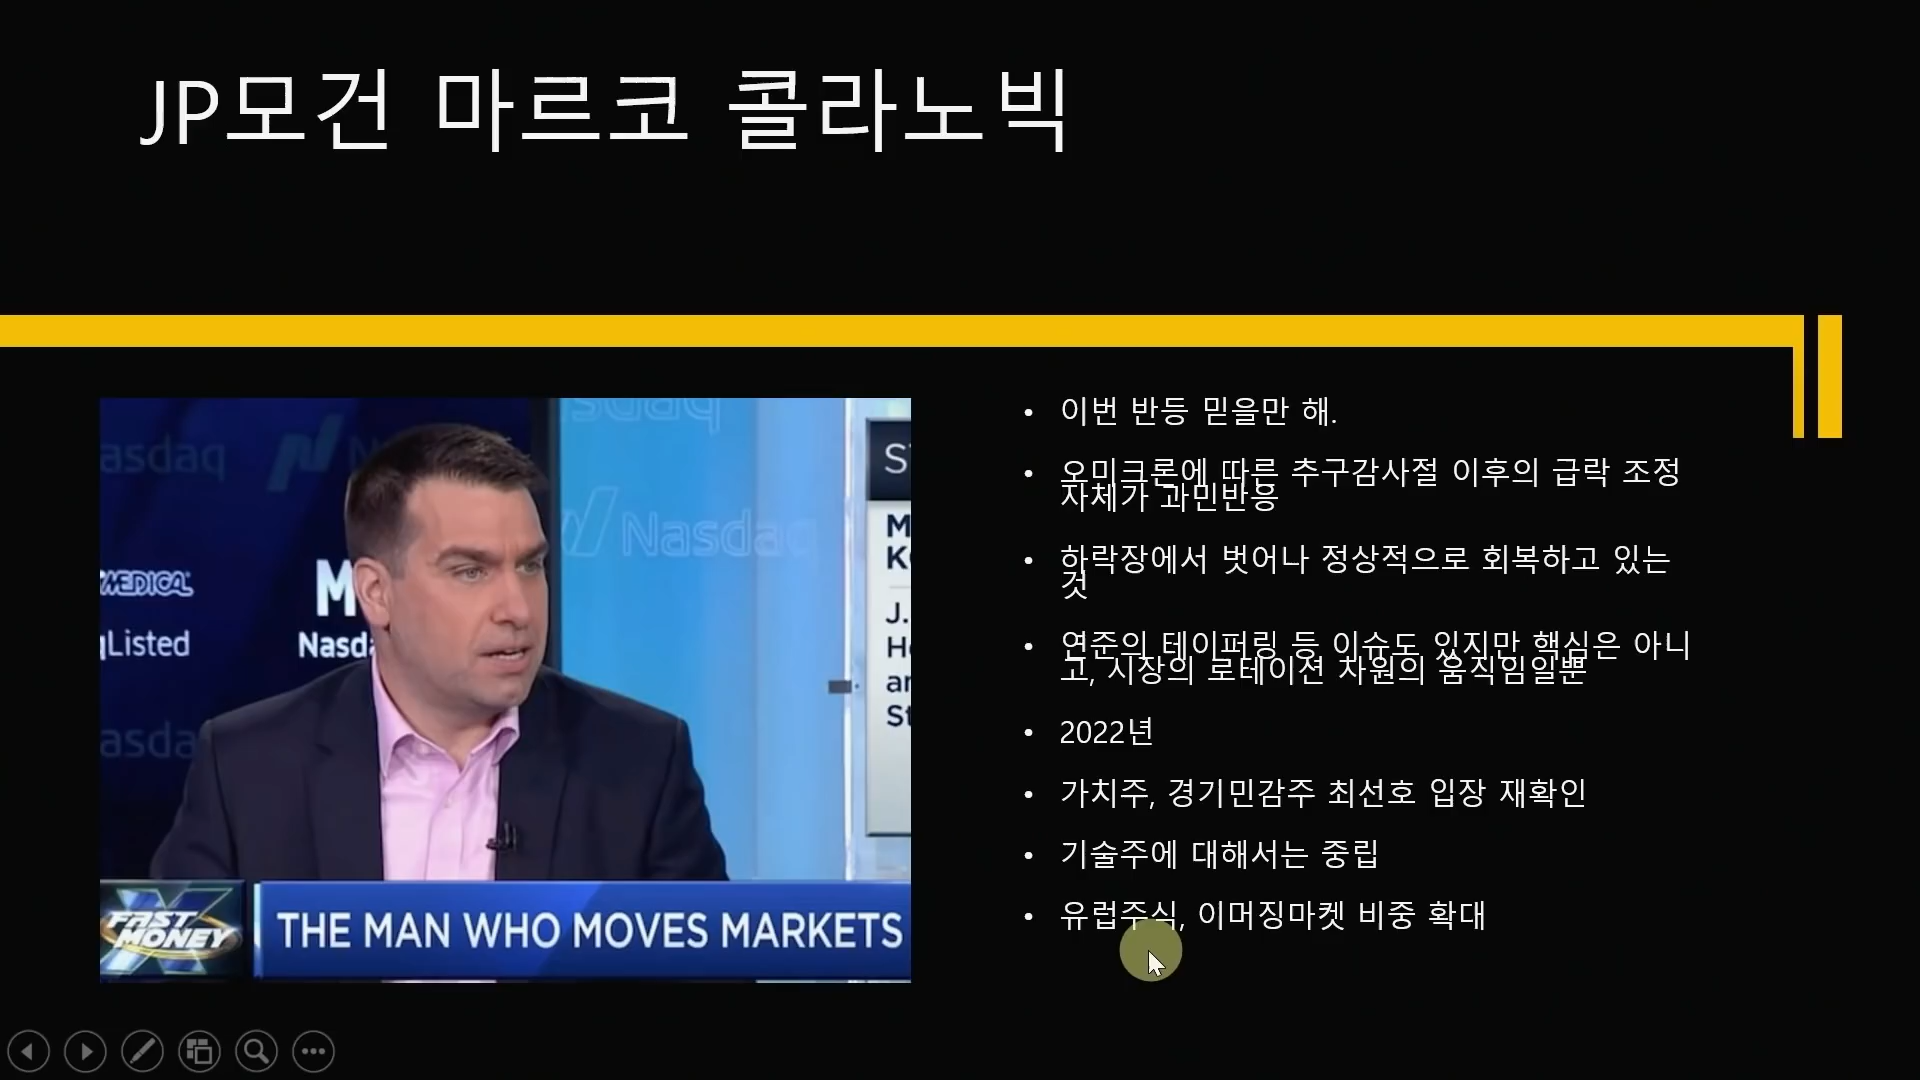 JP모건 마르코 콜라노빅
• 이번 반등 믿을만 해.
• 오미크론에 따른 추구감사절 이후의 급락 조정
자체가 과민반응
• 하락장에서 벗어나 정상적으로 회복하고 있는
것
• 연준의 테이퍼링 등 이슈도 있지만 핵심은 아니
고, 시장의 로테이션 차원의 움직임일뿐
• 2022년
• 가치주, 경기민감주 최선호 입장 재확인
• 기술주에 대해서는 중립
• 유럽주식, 이머징마켓 비중 확대
sdaq
asdaq
N
Nasdaq
MEDICA
Listed
M
Nasda
asda
S
M
K
J.
H
ar
St
FAST
MONEY
THE MAN WHO MOVES MARKETS